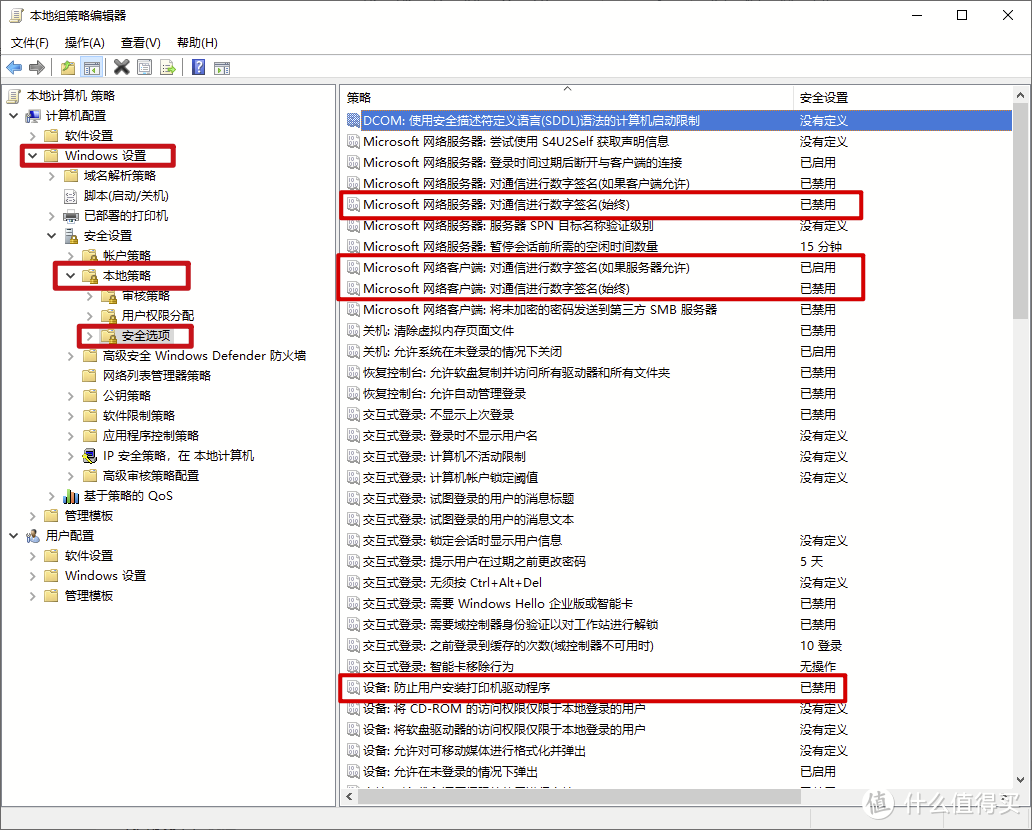 本地组策略编辑器
文件(F) 操作(A) 查看(V) 帮助(H)
本地计算机 策略
计算机配置
软件设置
Windows 设置
域名解析策略
脚本(启动/关机)
已部署的打印机
安全设置
帐户策略
本地策略
审核策略
用户权限分配
安全选项
高级安全 Windows Defender 防火墙
网络列表管理器策略
公钥策略
软件限制策略
应用程序控制策略
IP 安全策略，在 本地计算机
高级审核策略配置
基于策略的 QoS
管理模板
用户配置
软件设置
Windows 设置
管理模板
策略 安全设置
DCOM: 使用安全描述符定义语言(SDDL)语法的计算机启动限制 没有定义
Microsoft 网络服务器: 尝试使用 S4U2Self 获取声明信息 没有定义
Microsoft 网络服务器: 登录时间过期后断开与客户端的连接 已启用
Microsoft 网络服务器: 对通信进行数字签名(如果客户端允许) 已禁用
Microsoft 网络服务器: 对通信进行数字签名(始终) 已禁用
Microsoft 网络服务器: 服务器 SPN 目标名称验证级别 没有定义
Microsoft 网络服务器: 暂停会话前所需的空闲时间数量 15 分钟
Microsoft 网络客户端: 对通信进行数字签名(如果服务器允许) 已启用
Microsoft 网络客户端: 对通信进行数字签名(始终) 已禁用
Microsoft 网络客户端: 将未加密的密码发送到第三方 SMB 服务器 已禁用
关机: 清除虚拟内存页面文件 已禁用
关机: 允许系统在未登录的情况下关闭 已启用
恢复控制台: 允许软盘复制并访问所有驱动器和所有文件夹 已禁用
恢复控制台: 允许自动管理登录 已禁用
交互式登录: 不显示上次登录 已禁用
交互式登录: 登录时不显示用户名 没有定义
交互式登录: 计算机不活动限制 没有定义
交互式登录: 计算机帐户锁定阈值 没有定义
交互式登录: 试图登录的用户的消息标题
交互式登录: 试图登录的用户的消息文本
交互式登录: 锁定会话时显示用户信息 没有定义
交互式登录: 提示用户在过期之前更改密码 5 天
交互式登录: 无须按 Ctrl+Alt+Del 没有定义
交互式登录: 需要 Windows Hello 企业版或智能卡 已禁用
交互式登录: 需要域控制器身份验证以对工作站进行解锁 已禁用
交互式登录: 之前登录到缓存的次数(域控制器不可用时) 10 登录
交互式登录: 智能卡移除行为 无操作
设备: 防止用户安装打印机驱动程序 已禁用
设备: 将 CD-ROM 的访问权限仅限于本地登录的用户 没有定义
设备: 将软盘驱动器的访问权限仅限于本地登录的用户 没有定义
设备: 允许对可移动媒体进行格式化并弹出 没有定义
设备: 允许在未登录的情况下弹出 已启用
值 什么值得买